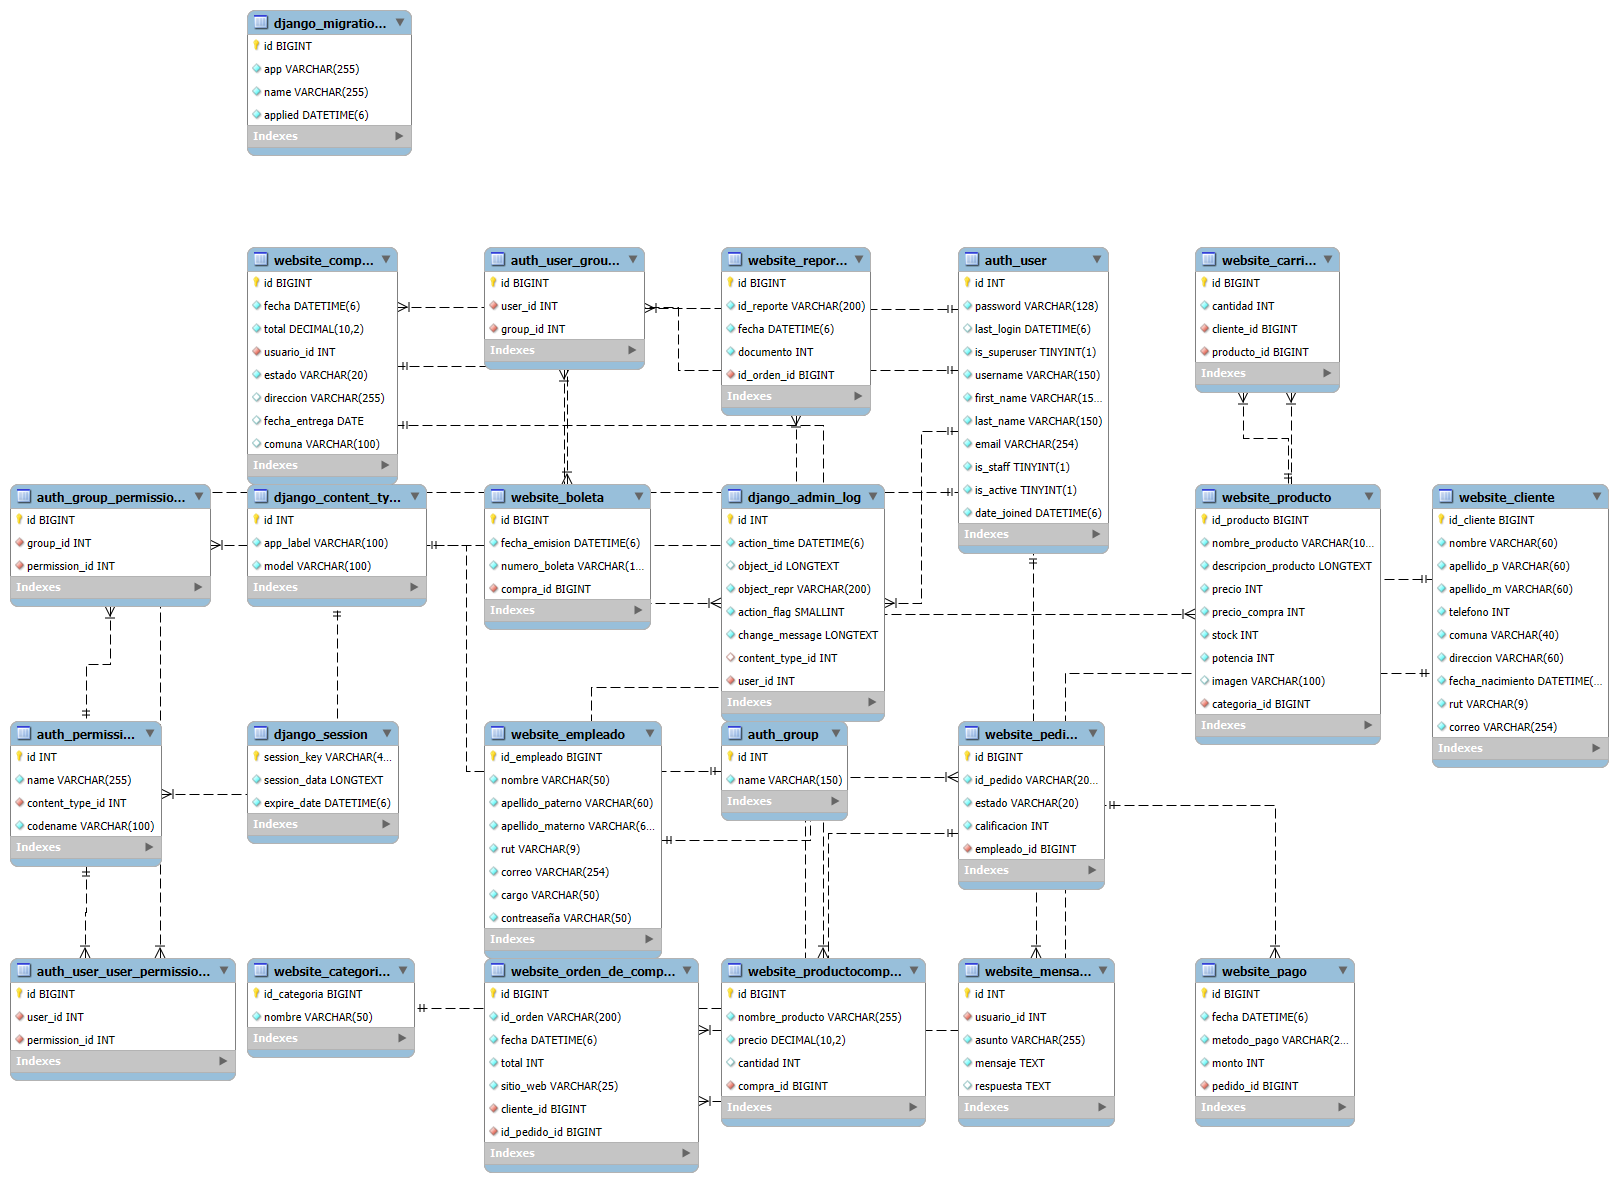 django_migratio...
id BIGINT
app VARCHAR(255)
name VARCHAR(255)
applied DATETIME(6)
Indexes
website_comp...
id BIGINT
fecha DATETIME(6)
total DECIMAL(10,2)
usuario_id INT
estado VARCHAR(20)
direccion VARCHAR(255)
fecha_entrega DATE
comuna VARCHAR(100)
Indexes
auth_user_grou...
id BIGINT
user_id INT
group_id INT
Indexes
website_repor...
id BIGINT
id_reporte VARCHAR(200)
fecha DATETIME(6)
documento INT
id_orden_id BIGINT
Indexes
auth_user
id INT
password VARCHAR(128)
last_login DATETIME(6)
is_superuser TINYINT(1)
username VARCHAR(150)
first_name VARCHAR(15...
last_name VARCHAR(150)
email VARCHAR(254)
is_staff TINYINT(1)
is_active TINYINT(1)
date_joined DATETIME(6)
Indexes
website_carri...
id BIGINT
cantidad INT
cliente_id BIGINT
producto_id BIGINT
Indexes
auth_group_permissio...
id BIGINT
group_id INT
permission_id INT
Indexes
django_content_ty...
id INT
app_label VARCHAR(100)
model VARCHAR(100)
Indexes
website_boleta
id BIGINT
fecha_emision DATETIME(6)
numero_boleta VARCHAR(1...
compra_id BIGINT
Indexes
django_admin_log
id INT
action_time DATETIME(6)
object_id LONGTEXT
object_repr VARCHAR(200)
action_flag SMALLINT
change_message LONGTEXT
content_type_id INT
user_id INT
Indexes
website_producto
id_producto BIGINT
nombre_producto VARCHAR(10...
descripcion_producto LONGTEXT
precio INT
precio_compra INT
stock INT
potencia INT
imagen VARCHAR(100)
categoria_id BIGINT
Indexes
website_cliente
id_cliente BIGINT
nombre VARCHAR(60)
apellido_p VARCHAR(60)
apellido_m VARCHAR(60)
telefono INT
comuna VARCHAR(40)
direccion VARCHAR(60)
fecha_nacimiento DATETIME(...
rut VARCHAR(9)
correo VARCHAR(254)
Indexes
auth_permissi...
id INT
name VARCHAR(255)
content_type_id INT
codename VARCHAR(100)
Indexes
django_session
session_key VARCHAR(4...
session_data LONGTEXT
expire_date DATETIME(6)
Indexes
website_empleado
id_empleado BIGINT
nombre VARCHAR(50)
apellido_paterno VARCHAR(60)
apellido_materno VARCHAR(6...
rut VARCHAR(9)
correo VARCHAR(254)
cargo VARCHAR(50)
contreaseña VARCHAR(50)
Indexes
auth_group
id INT
name VARCHAR(150)
Indexes
website_pedi...
id BIGINT
id_pedido VARCHAR(20...
estado VARCHAR(20)
calificacion INT
empleado_id BIGINT
Indexes
auth_user_user_permissio...
id BIGINT
user_id INT
permission_id INT
Indexes
website_categori...
id_categoria BIGINT
nombre VARCHAR(50)
Indexes
website_orden_de_comp...
id BIGINT
id_orden VARCHAR(200)
fecha DATETIME(6)
total INT
sitio_web VARCHAR(25)
cliente_id BIGINT
id_pedido_id BIGINT
Indexes
website_productocomp...
id BIGINT
nombre_producto VARCHAR(255)
precio DECIMAL(10,2)
cantidad INT
compra_id BIGINT
Indexes
website_mensa...
id INT
usuario_id INT
asunto VARCHAR(255)
mensaje TEXT
respuesta TEXT
Indexes
website_pago
id BIGINT
fecha DATETIME(6)
metodo_pago VARCHAR(2...
monto INT
pedido_id BIGINT
Indexes